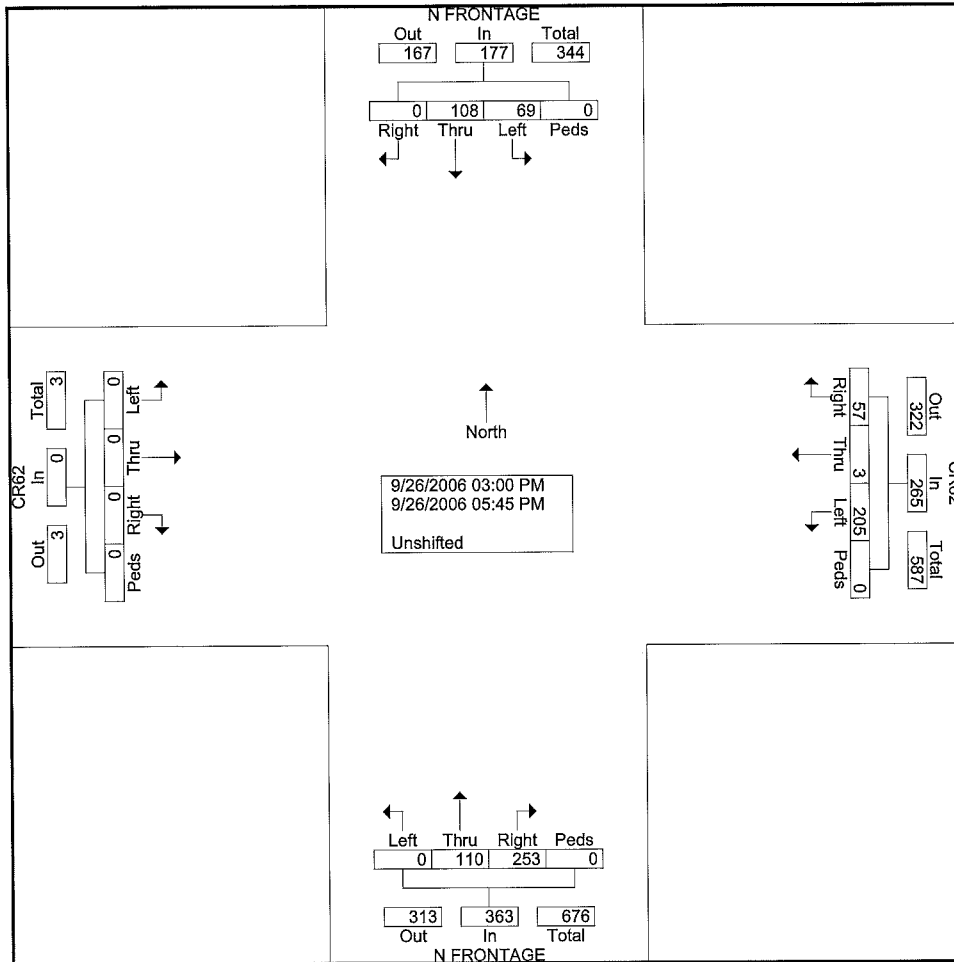 N FRONTAGE
Out In Total
167 177 344
0 108 69 0
Right Thru Left Peds
CR62
Total In Out
3 0 3
0 0 0 0
Left Thru Right Peds
North
9/26/2006 03:00 PM
9/26/2006 05:45 PM
Unshifted
Right Thru Left Peds
57 3 205 0
Out In Total
322 265 587
Left Thru Right Peds
0 110 253 0
313 363 676
Out In Total
N FRONTAGE